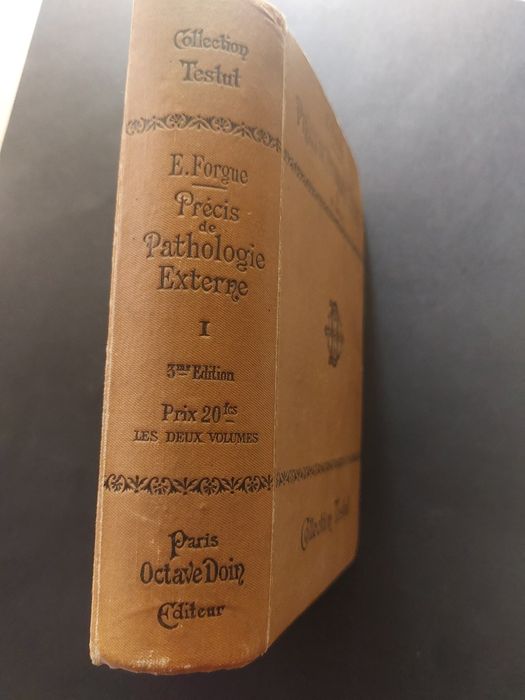 Collection
Testut
E. Forgue
Précis
de
Pathologie
Externe
I
3me Edition
Prix 20 fcs
LES DEUX VOLUMES
Paris
Octave Doin
Editeur
Collection Testut